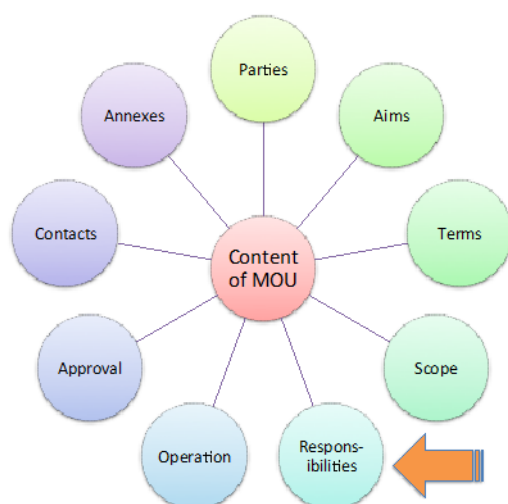 Parties
Aims
Terms
Scope
Respons-
ibilities
Operation
Approval
Contacts
Annexes
Content
of MOU